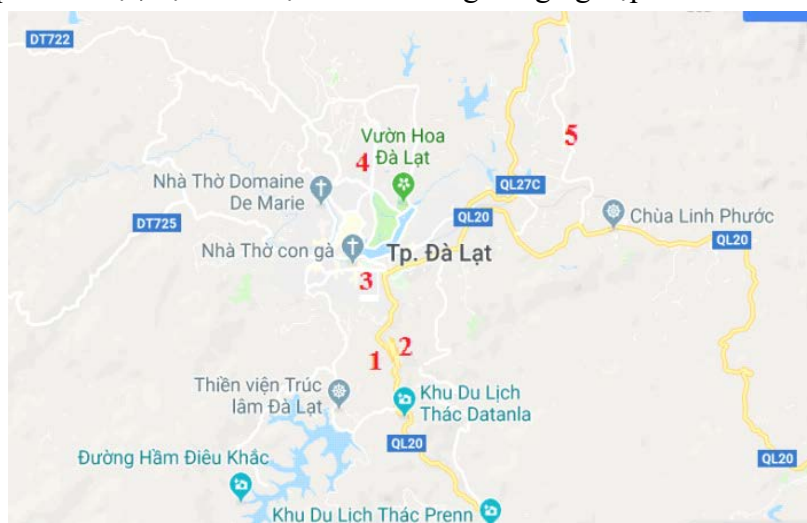 DT722
Vườn Hoa
Đà Lạt
4
5
Nhà Thờ Domaine
De Marie
QL27C
DT725
QL20
Chùa Linh Phước
Nhà Thờ con gà
Tp. Đà Lạt
QL20
3
1
2
Thiền viện Trúc
lâm Đà Lạt
Khu Du Lịch
Thác Datanla
QL20
Đường Hầm Điêu Khắc
QL20
Khu Du Lịch Thác Prenn